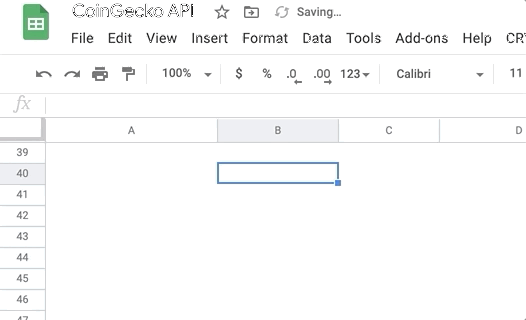 CoinGecko API Saving...
File Edit View Insert Format Data Tools Add-ons Help
100% $ % .0 .00 123 Calibri 11
fx
A B C D
39
40
41
42
43
44
45
46
47